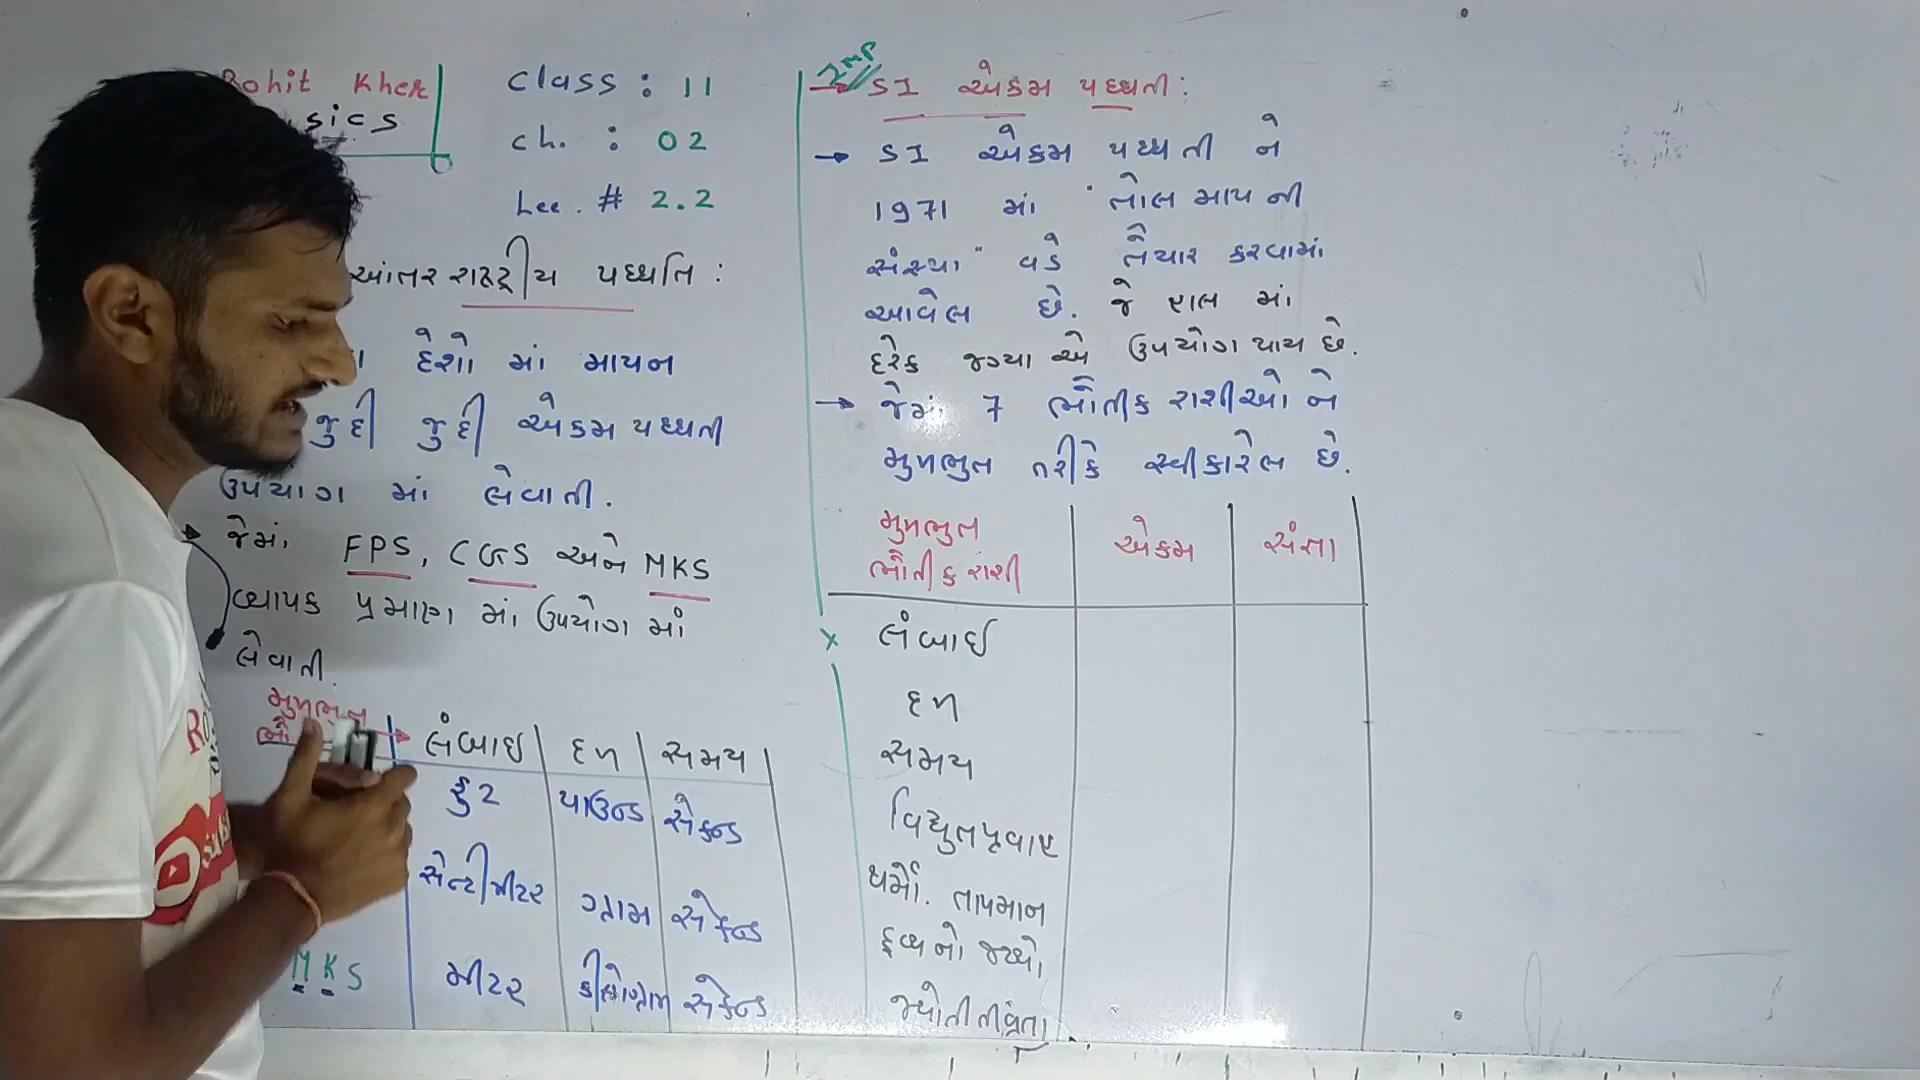 Rohit Kher
sics
Class : 11
ch. : 02
Lec. # 2.2
આંતરરાષ્ટ્રીય પધ્ધતિ :
દેશો માં માપન
જુદી જુદી એકમ પધ્ધતી
ઉપયોગ માં લેવાતી.
જેમાં FPS, CGS અને MKS
વ્યાપક પ્રમાણ માં ઉપયોગ માં
લેવાતી.
મુળભુત
લંબાઇ દળ સમય
ફુટ પાઉન્ડ સેકન્ડ
સેન્ટીમીટર ગ્રામ સેકન્ડ
MKS મીટર કીલોગ્રામ સેકન્ડ
Imp
→ SI એકમ પધ્ધતી :
→ SI એકમ પધ્ધતી ને
1971 માં "તોલ માપ ની
સંસ્થા" વડે તૈયાર કરવામાં
આવેલ છે. જે હાલ માં
દરેક જગ્યા એ ઉપયોગ થાય છે.
→ જેમાં 7 ભૌતીક રાશીઓ ને
મુળભુત તરીકે સ્વીકારેલ છે.
મુળભુત
ભૌતીક રાશી એકમ સંજ્ઞા
લંબાઈ
દળ
સમય
વિદ્યુતપ્રવાહ
થર્મો. તાપમાન
દ્રવ્ય નો જથ્થો
જ્યોતીતીવ્રતા